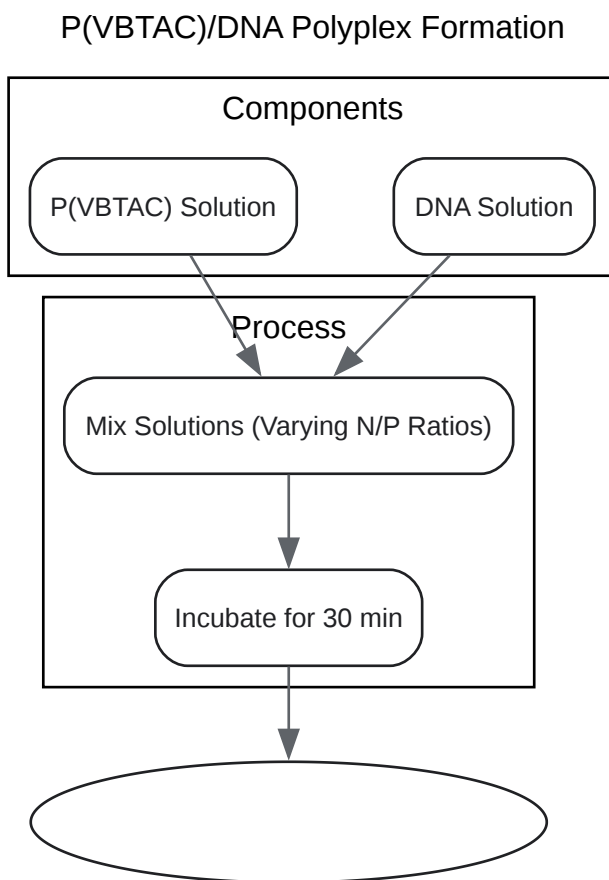 P(VBTAC)/DNA Polyplex Formation
Components
P(VBTAC) Solution
DNA Solution
Process
Mix Solutions (Varying N/P Ratios)
Incubate for 30 min